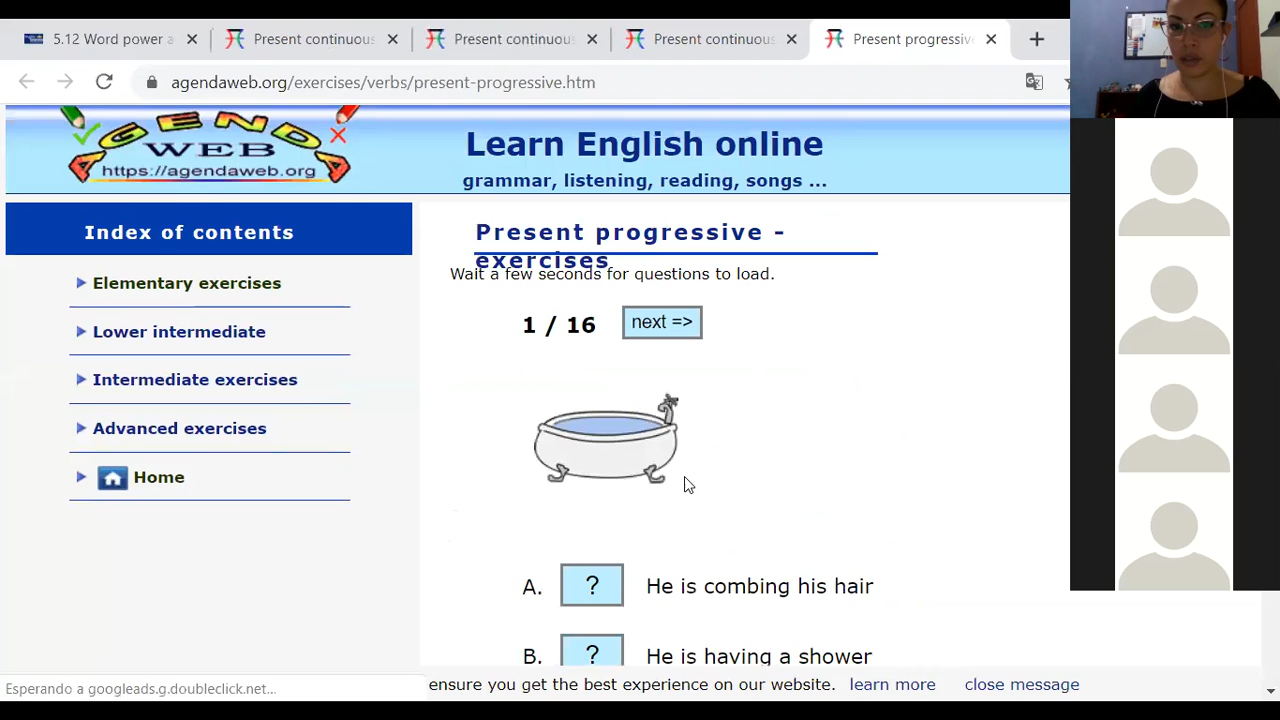 5.12 Word power a
Present continuous
Present continuous
Present continuous
Present progressive
agendaweb.org/exercises/verbs/present-progressive.htm
AGENDA
WEB
https://agendaweb.org
Learn English online
grammar, listening, reading, songs ...
Index of contents
Elementary exercises
Lower intermediate
Intermediate exercises
Advanced exercises
Home
Present progressive -
exercises
Wait a few seconds for questions to load.
1 / 16 next =>
A. ? He is combing his hair
B. ? He is having a shower
ensure you get the best experience on our website. learn more close message
Esperando a googleads.g.doubleclick.net...